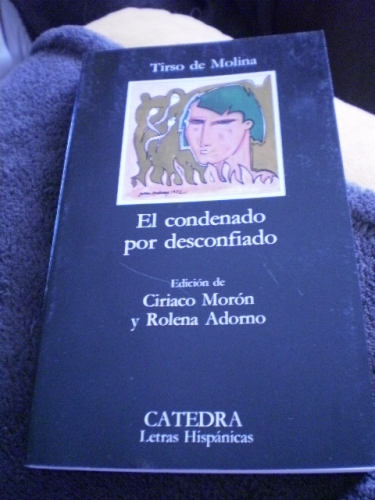 Tirso de Molina
El condenado
por desconfiado
Edición de
Ciriaco Morón
y Rolena Adorno
CATEDRA
Letras Hispánicas